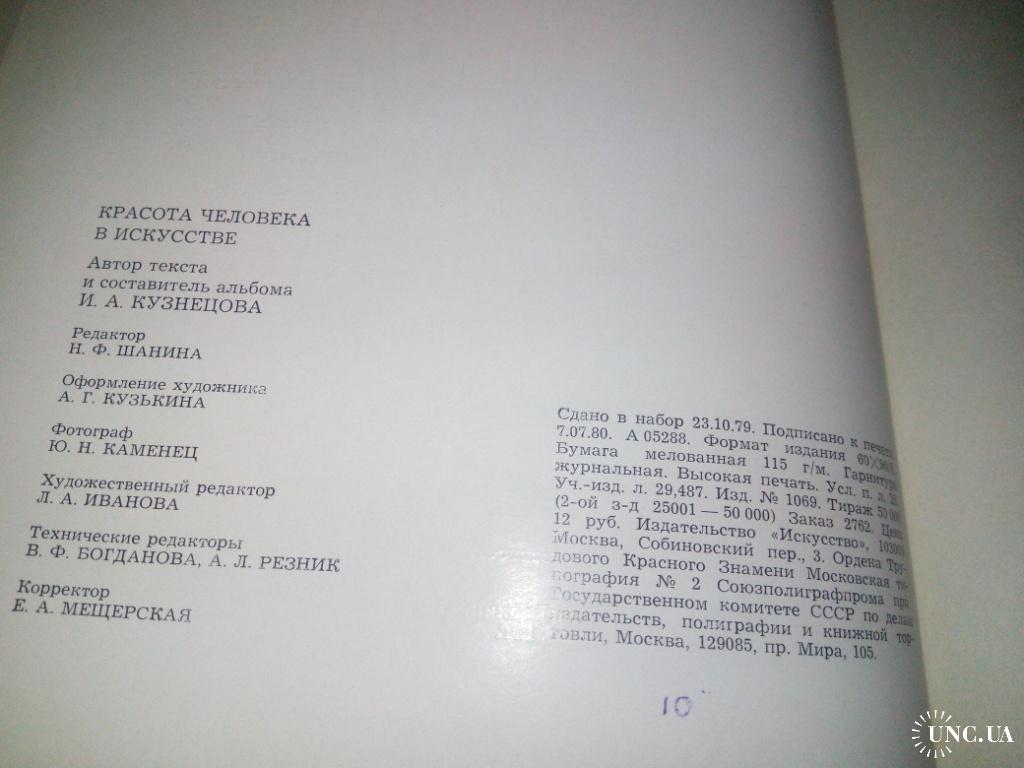 КРАСОТА ЧЕЛОВЕКА
В ИСКУССТВЕ
Автор текста
и составитель альбома
И. А. КУЗНЕЦОВА
Редактор
Н. Ф. ШАНИНА
Оформление художника
А. Г. КУЗЬКИНА
Фотограф
Ю. Н. КАМЕНЕЦ
Художественный редактор
Л. А. ИВАНОВА
Технические редакторы
В. Ф. БОГДАНОВА, А. Л. РЕЗНИК
Корректор
Е. А. МЕЩЕРСКАЯ
Сдано в набор 23.10.79. Подписано к печати
7.07.80. А 05288. Формат издания
Бумага мелованная 115 г/м. Гарнитура
журнальная. Высокая печать. Усл. п. л.
Уч.-изд. л. 29,487. Изд. № 1069. Тираж 50 000
(2-ой з-д 25001—50 000) Заказ 2762. Цена
12 руб. Издательство «Искусство»,
Москва, Собиновский пер., 3. Ордена Тру-
дового Красного Знамени Московская ти-
пография № 2 Союзполиграфпрома при
Государственном комитете СССР по делам
издательств, полиграфии и книжной тор-
говли, Москва, 129085, пр. Мира, 105.
10
UNC.UA